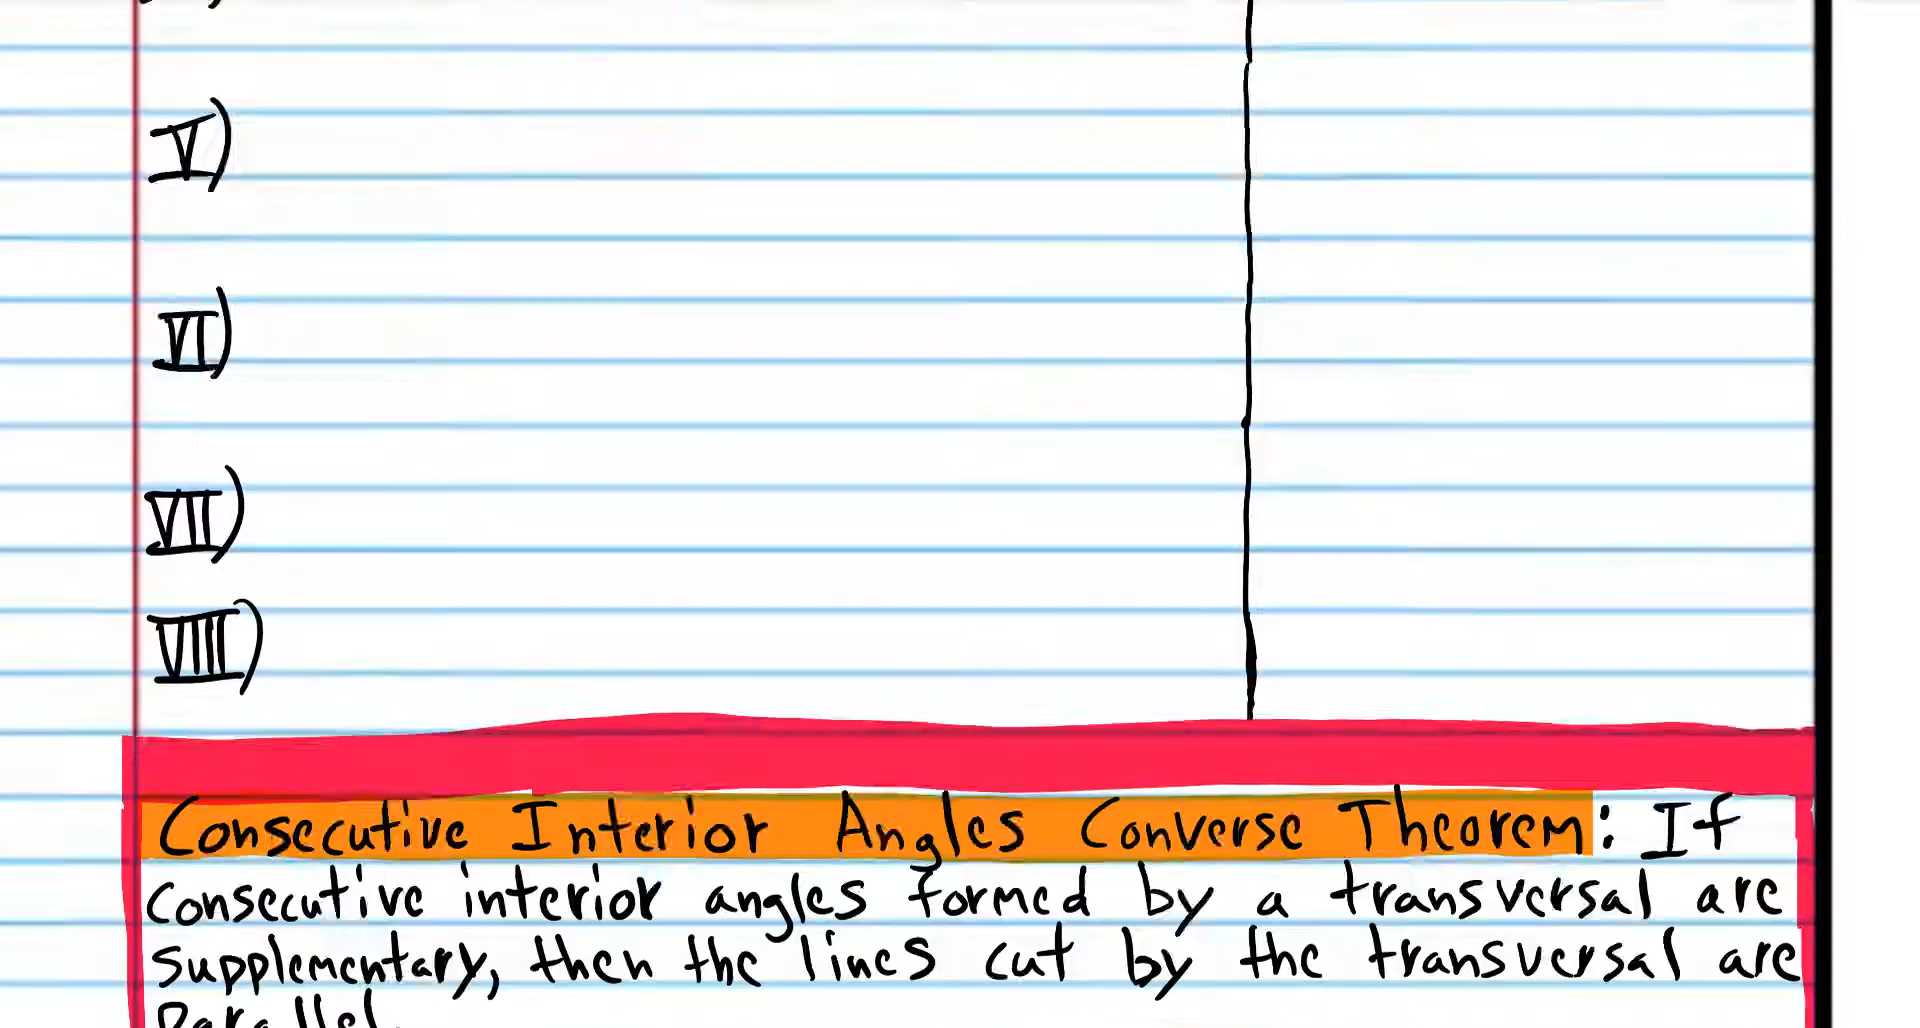 V)
VI)
VII)
VIII)
Consecutive Interior Angles Converse Theorem: If
consecutive interior angles formed by a transversal are
supplementary, then the lines cut by the transversal are
parallel.